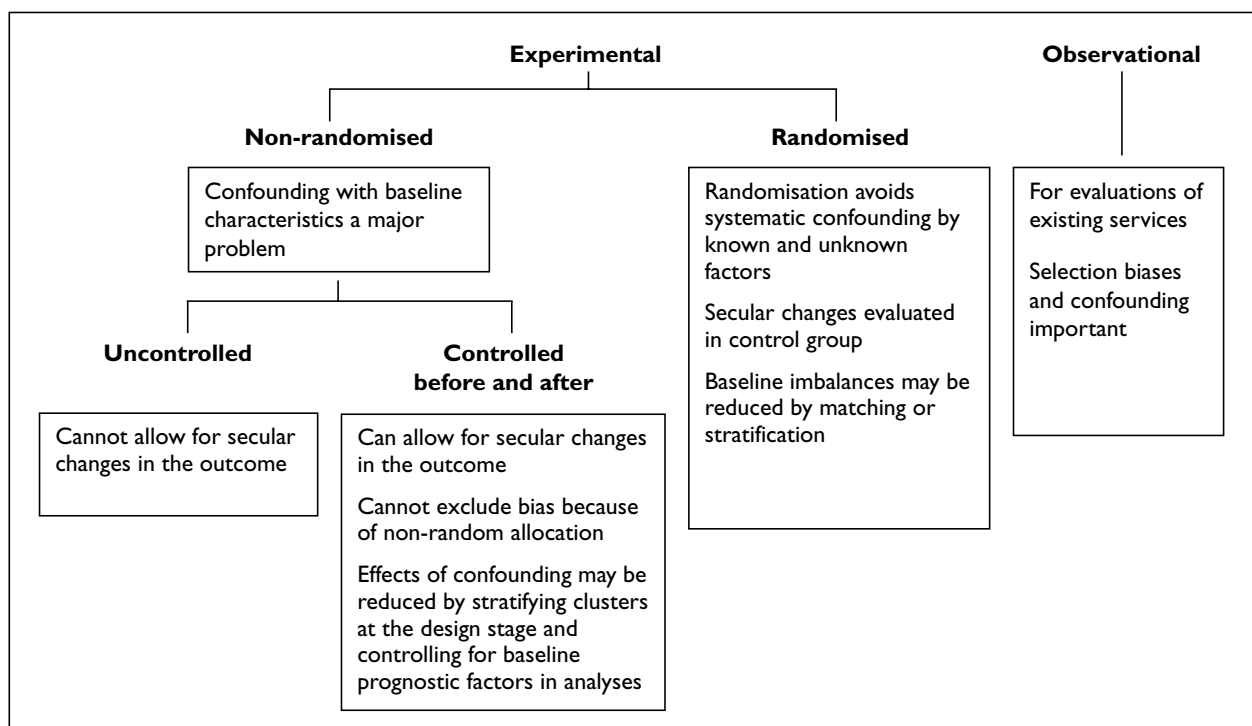 Experimental
Observational
Non-randomised
Randomised
Confounding with baseline
characteristics a major
problem
Randomisation avoids
systematic confounding by
known and unknown
factors
Secular changes evaluated
in control group
Baseline imbalances may be
reduced by matching or
stratification
For evaluations of
existing services
Selection biases
and confounding
important
Uncontrolled
Controlled
before and after
Cannot allow for secular
changes in the outcome
Can allow for secular changes
in the outcome
Cannot exclude bias because
of non-random allocation
Effects of confounding may be
reduced by stratifying clusters
at the design stage and
controlling for baseline
prognostic factors in analyses